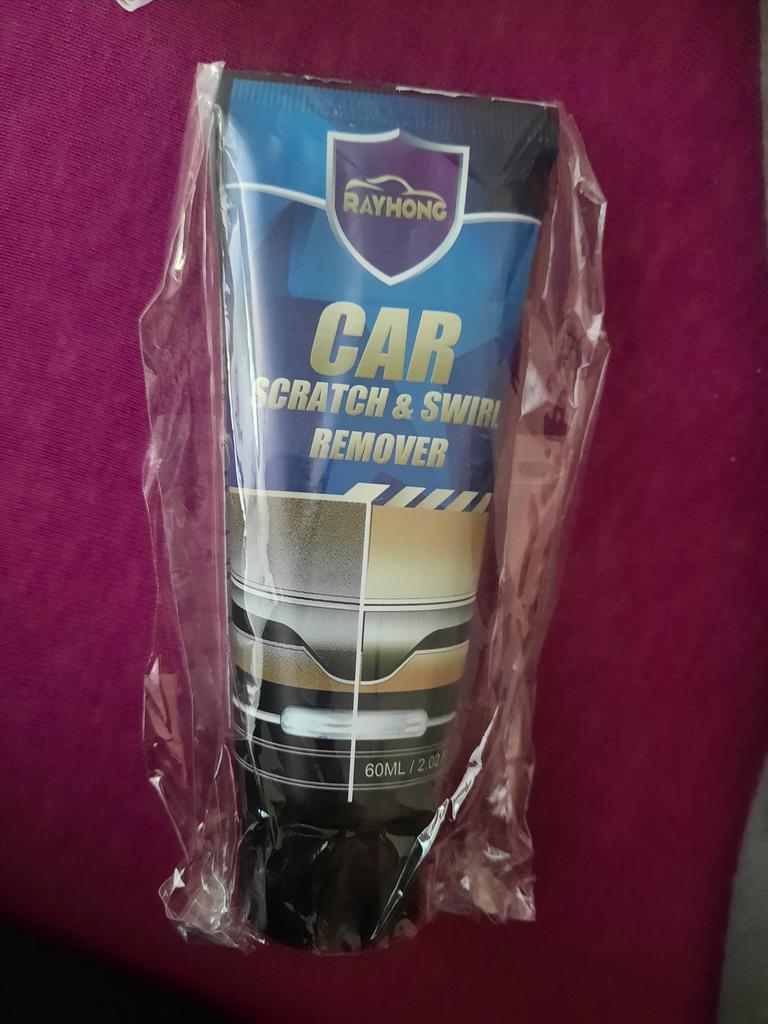 RAYHONG
CAR
SCRATCH & SWIRL
REMOVER
60ML / 2.02